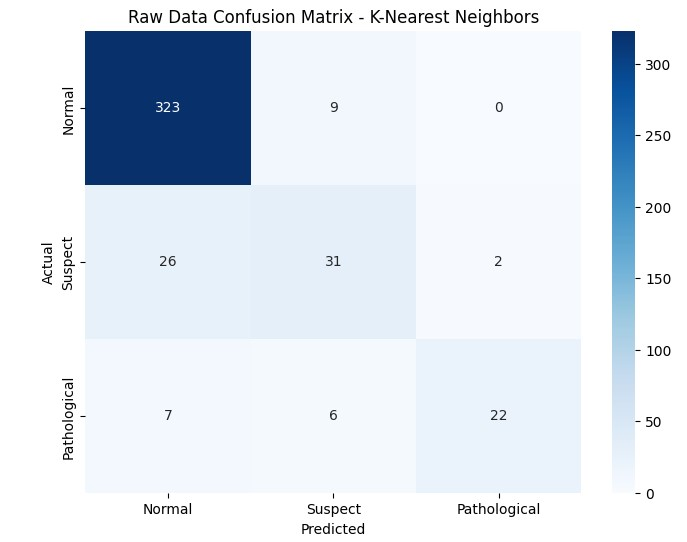 Raw Data Confusion Matrix - K-Nearest Neighbors
Actual
Normal
323
9
0
Suspect
26
31
2
Pathological
7
6
22
Normal
Suspect
Pathological
Predicted
300
250
200
150
100
50
0